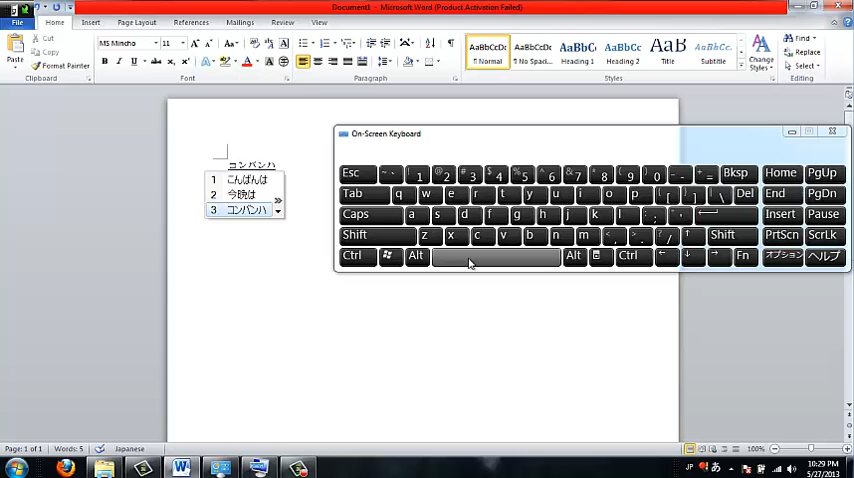 Document1 - Microsoft Word (Product Activation Failed)
File Home Insert Page Layout References Mailings Review View
Cut
Copy
Paste
Format Painter
Clipboard
MS Mincho 11
Font
Paragraph
AaBbCcDc AaBbCcDc AaBbCc AaBbCc AaB AaBbCc.
¶ Normal ¶ No Spaci... Heading 1 Heading 2 Title Subtitle
Change Styles
Styles
Find
Replace
Select
Editing
コンバンハ
1 こんばんは
2 今晩は
3 コンバンハ
On-Screen Keyboard
Esc ~ ` ! 1 @ 2 # 3 $ 4 % 5 ^ 6 & 7 * 8 ( 9 ) 0 _ - + = Bksp Home PgUp
Tab q w e r t y u i o p { [ } ] | \ Del End PgDn
Caps a s d f g h j k l : ; " ' Insert Pause
Shift z x c v b n m < , > . ? / ↑ Shift PrtScn ScrLk
Ctrl Alt Alt Ctrl ← ↓ → Fn オプション ヘルプ
Page: 1 of 1 Words: 5 Japanese 100%
JP あ 10:29 PM
5/27/2013